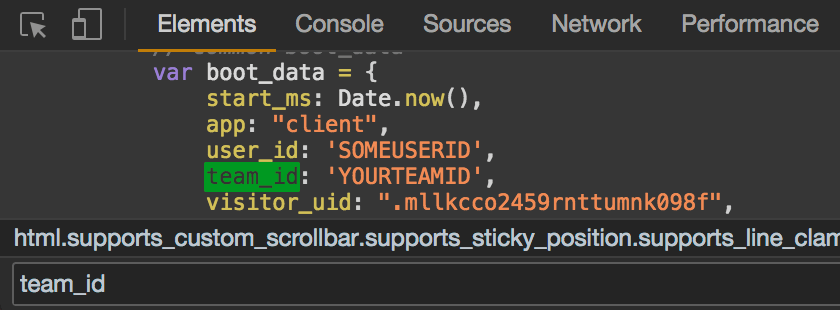 Elements Console Sources Network Performance
// common boot_data
var boot_data = {
start_ms: Date.now(),
app: "client",
user_id: 'SOMEUSERID',
team_id: 'YOURTEAMID',
visitor_uid: ".mllkcco2459rnttumnk098f",
html.supports_custom_scrollbar.supports_sticky_position.supports_line_clam
team_id